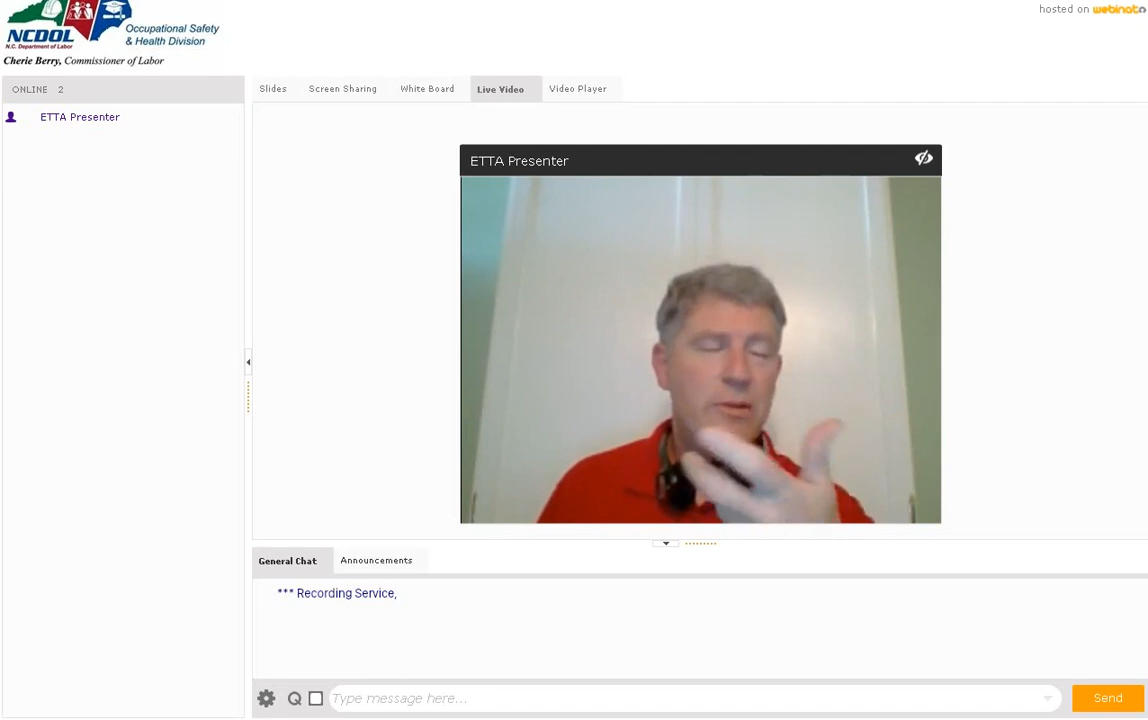 hosted on webinato
NCDOL
N.C. Department of Labor
Occupational Safety
& Health Division
Cherie Berry, Commissioner of Labor
ONLINE 2
ETTA Presenter
Slides Screen Sharing White Board Live Video Video Player
ETTA Presenter
General Chat Announcements
*** Recording Service,
Q Type message here... Send